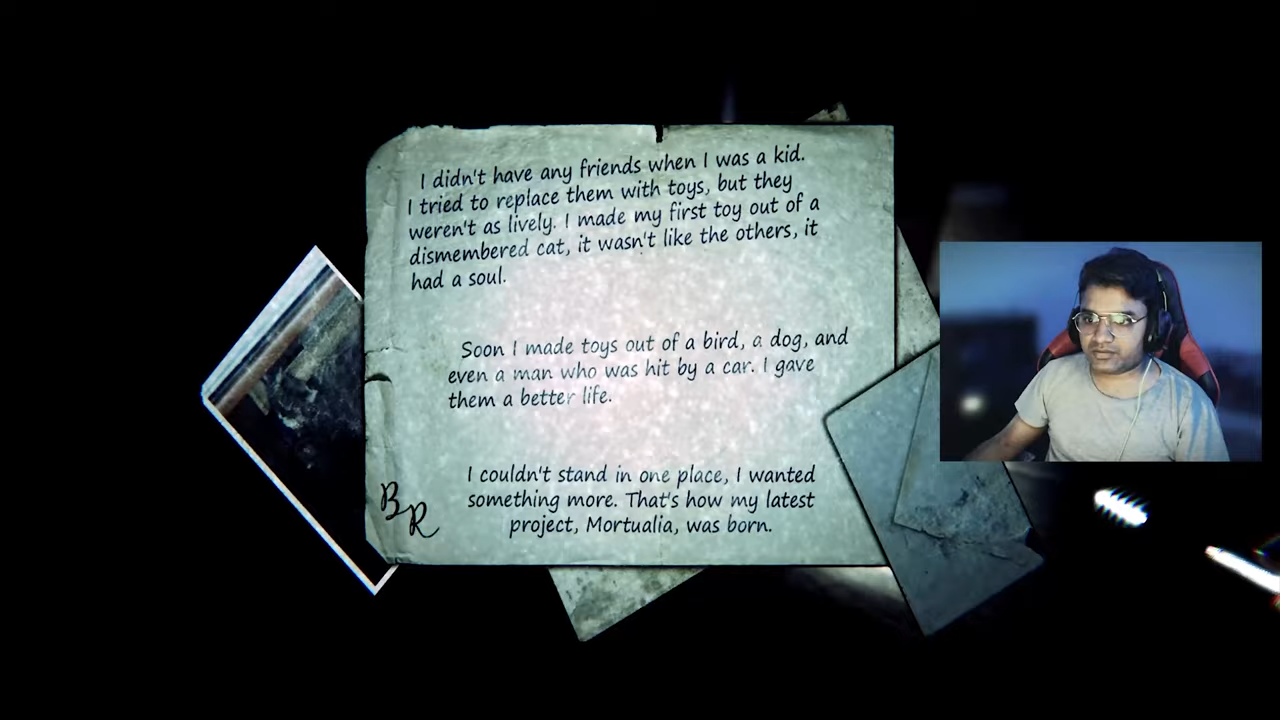 I didn't have any friends when I was a kid.
I tried to replace them with toys, but they
weren't as lively. I made my first toy out of a
dismembered cat, it wasn't like the others, it
had a soul.
Soon I made toys out of a bird, a dog, and
even a man who was hit by a car. I gave
them a better life.
I couldn't stand in one place, I wanted
something more. That's how my latest
project, Mortualia, was born.
BR